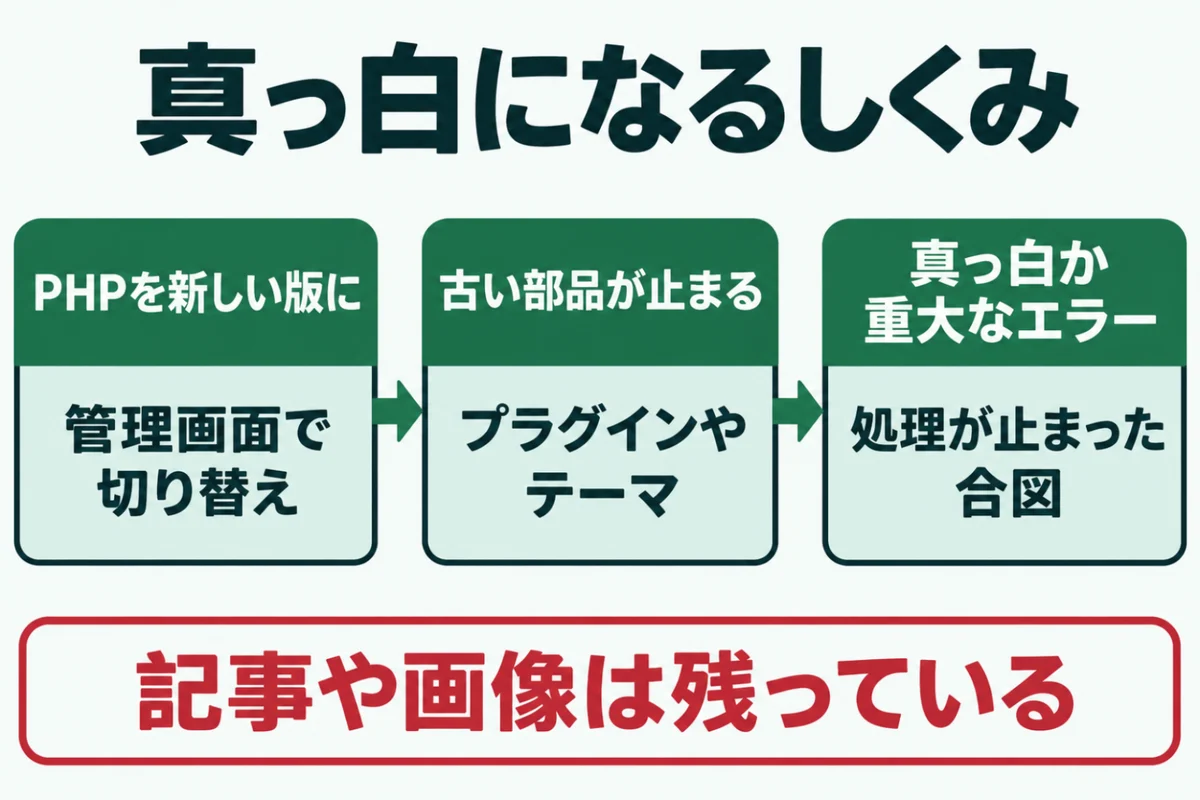 真っ白になるしくみ
PHPを新しい版に
管理画面で
切り替え
古い部品が止まる
プラグインや
テーマ
真っ白か
重大なエラー
処理が止まった
合図
記事や画像は残っている